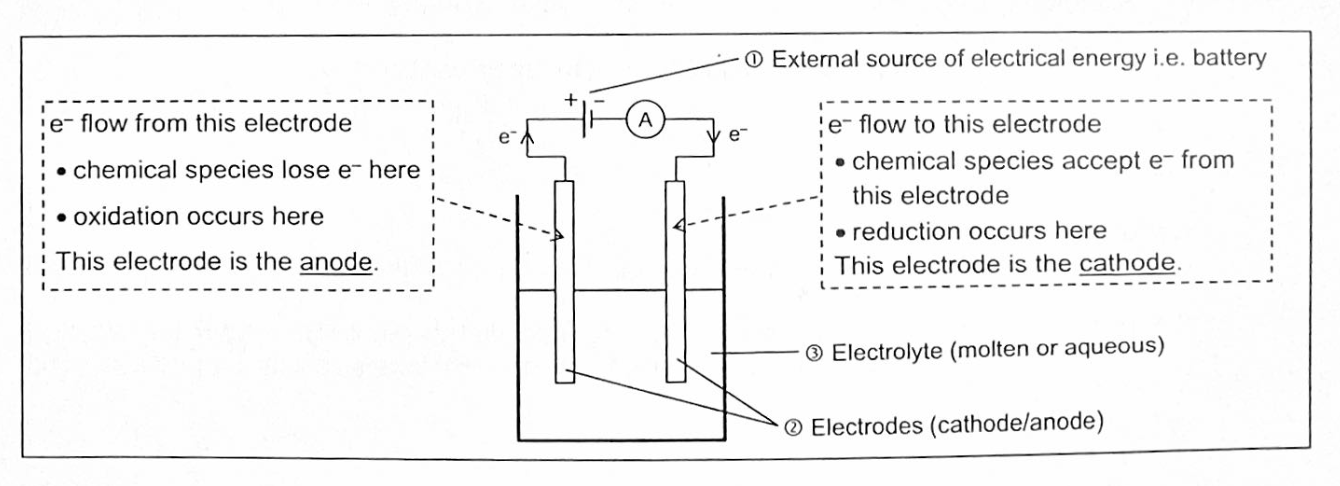 ① External source of electrical energy i.e. battery
e⁻ flow from this electrode
• chemical species lose e⁻ here
• oxidation occurs here
This electrode is the anode.
+ −
A
e⁻
e⁻
e⁻ flow to this electrode
• chemical species accept e⁻ from
this electrode
• reduction occurs here
This electrode is the cathode.
③ Electrolyte (molten or aqueous)
② Electrodes (cathode/anode)